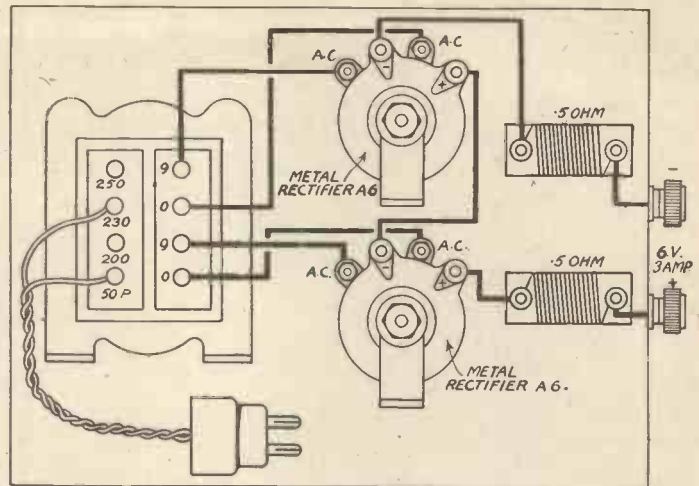 A.C
A.C.
-
+
.5 OHM
METAL
RECTIFIER A6
250
230
200
50 P
9
0
9
0
-
A.C.
A.C.
-
+
.5 OHM
6.V.
3 AMP.
+
METAL
RECTIFIER A6.